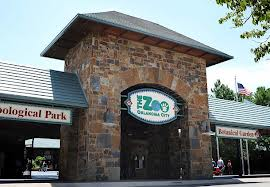 THE
ZOO
OKLAHOMA CITY
ological Park
Botanical Garden